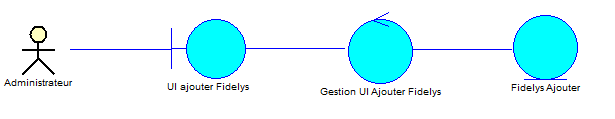 Administrateur
UI ajouter Fidelys
Gestion UI Ajouter Fidelys
Fidelys Ajouter